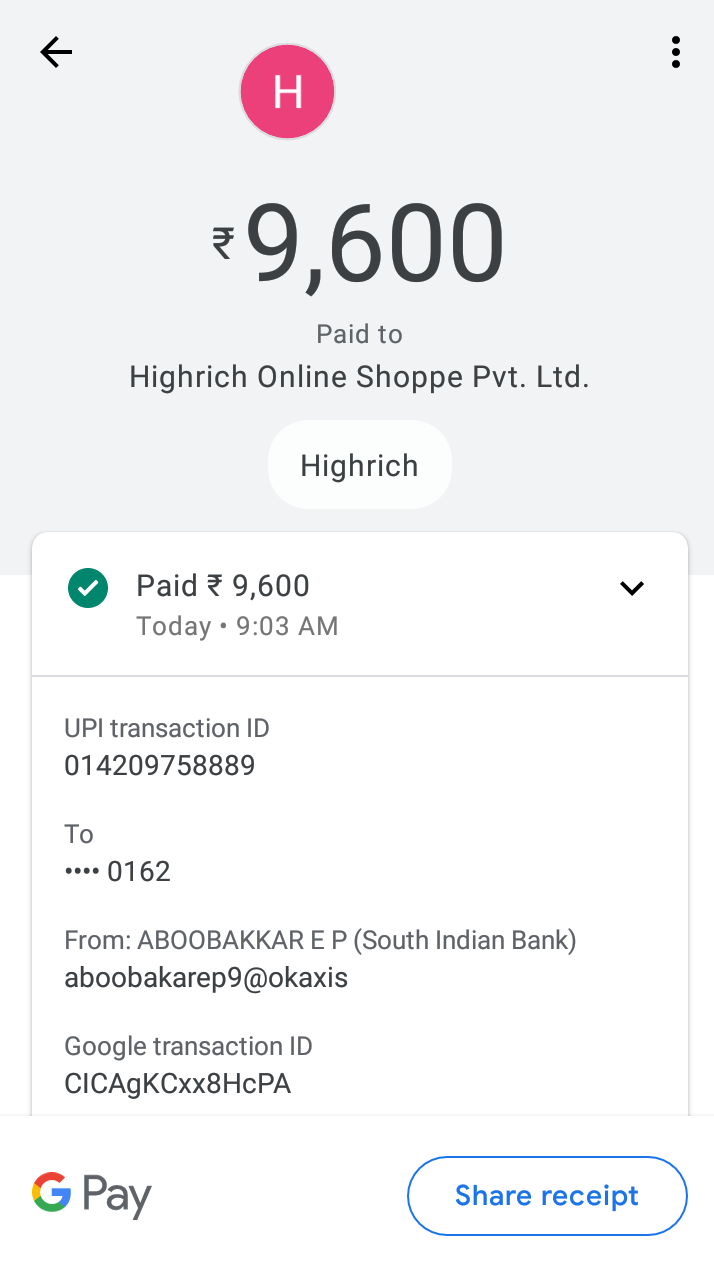 H
₹9,600
Paid to
Highrich Online Shoppe Pvt. Ltd.
Highrich
Paid ₹ 9,600
Today • 9:03 AM
UPI transaction ID
014209758889
To
•••• 0162
From: ABOOBAKKAR E P (South Indian Bank)
aboobakarep9@okaxis
Google transaction ID
CICAgKCxx8HcPA
G Pay
Share receipt